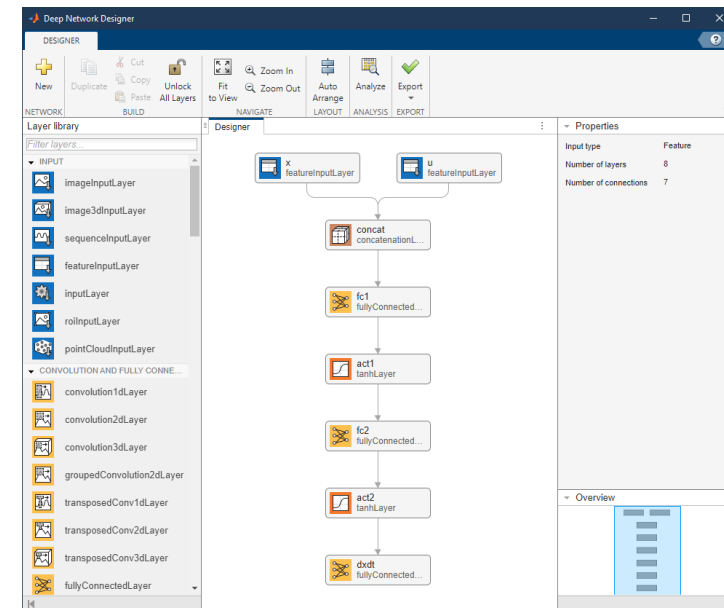 Deep Network Designer
DESIGNER
?
New
Duplicate
Cut
Copy
Paste
Unlock
All Layers
Fit
to View
Zoom In
Zoom Out
Auto
Arrange
Analyze
Export
NETWORK
BUILD
NAVIGATE
LAYOUT
ANALYSIS
EXPORT
Layer library
Filter layers...
INPUT
imageInputLayer
image3dInputLayer
sequenceInputLayer
featureInputLayer
inputLayer
roiInputLayer
pointCloudInputLayer
CONVOLUTION AND FULLY CONNE...
convolution1dLayer
convolution2dLayer
convolution3dLayer
groupedConvolution2dLayer
transposedConv1dLayer
transposedConv2dLayer
transposedConv3dLayer
fullyConnectedLayer
Designer
x
featureInputLayer
u
featureInputLayer
concat
concatenationL...
fc1
fullyConnected...
act1
tanhLayer
fc2
fullyConnected...
act2
tanhLayer
dxdt
fullyConnected...
Properties
Input type Feature
Number of layers 8
Number of connections 7
Overview